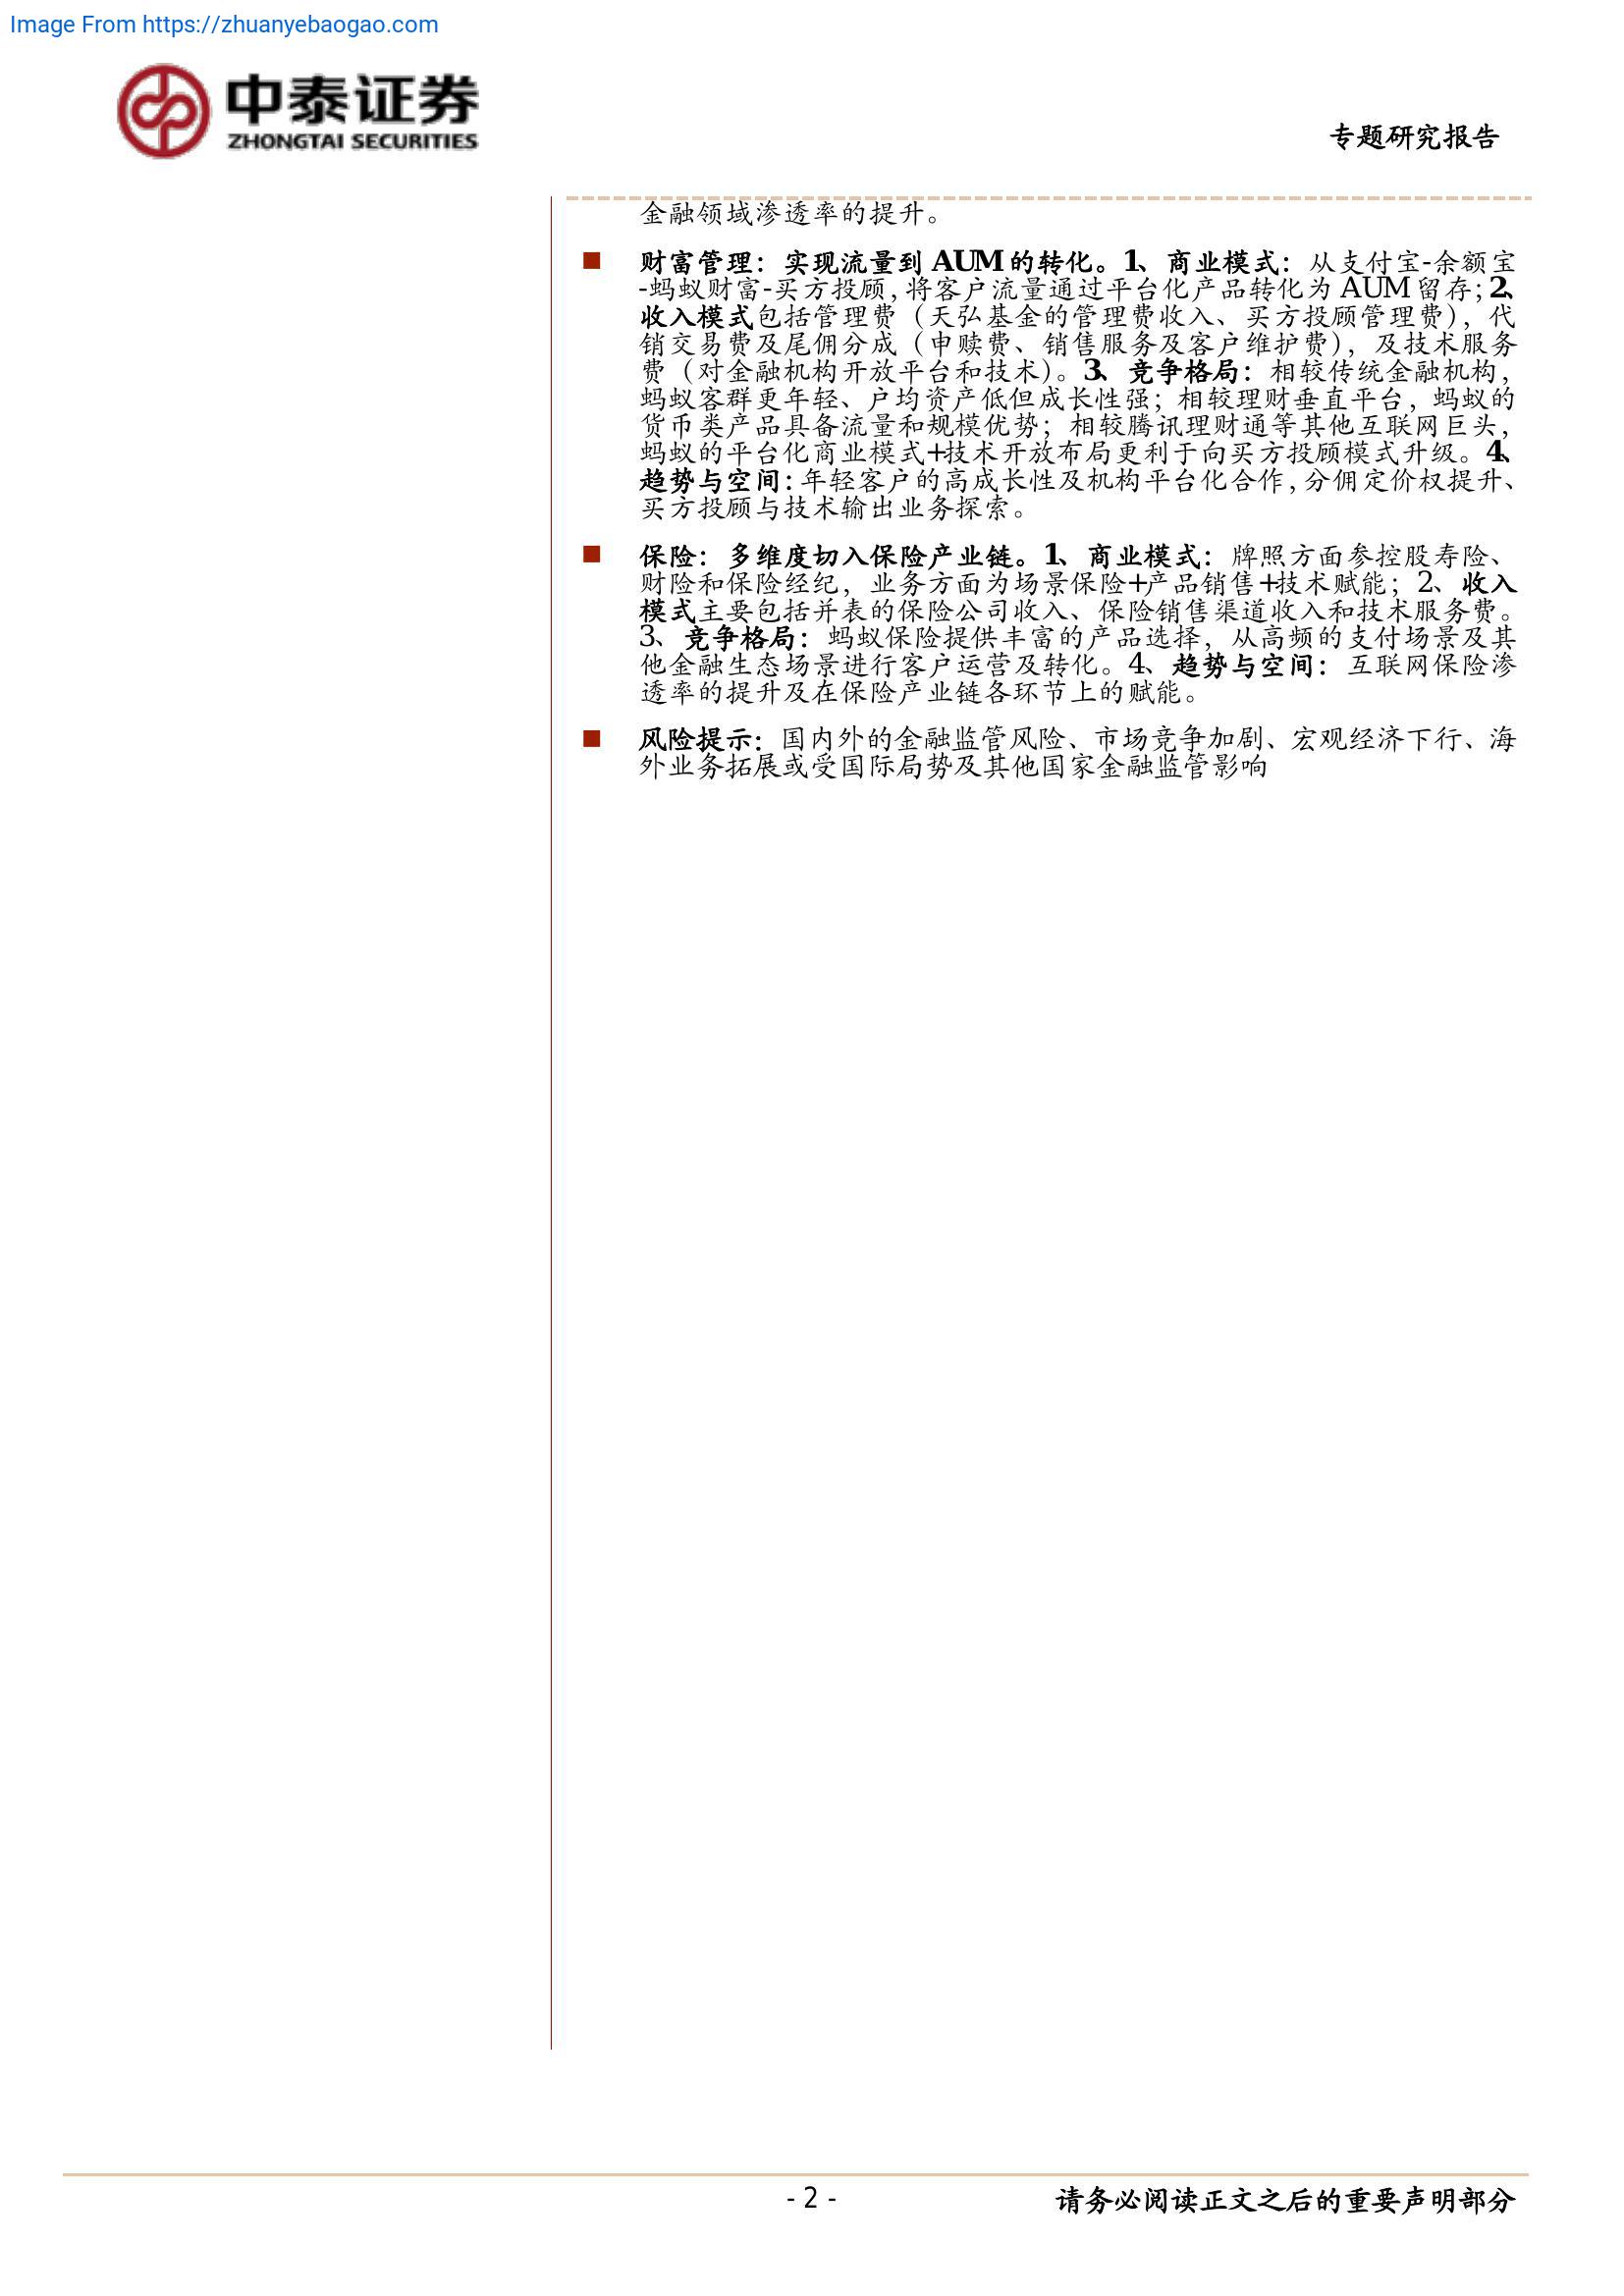 Image From https://zhuanyebaogao.com
中泰证券
ZHONGTAI SECURITIES
专题研究报告
金融领域渗透率的提升。
■ 财富管理：实现流量到 AUM 的转化。1、商业模式：从支付宝-余额宝
-蚂蚁财富-买方投顾，将客户流量通过平台化产品转化为 AUM 留存；2、
收入模式包括管理费（天弘基金的管理费收入、买方投顾管理费），代
销交易费及尾佣分成（申赎费、销售服务及客户维护费），及技术服务
费（对金融机构开放平台和技术）。3、竞争格局：相较传统金融机构，
蚂蚁客群更年轻、户均资产低但成长性强；相较理财垂直平台，蚂蚁的
货币类产品具备流量和规模优势；相较腾讯理财通等其他互联网巨头，
蚂蚁的平台化商业模式+技术开放布局更利于向买方投顾模式升级。4、
趋势与空间：年轻客户的高成长性及机构平台化合作，分佣定价权提升、
买方投顾与技术输出业务探索。
■ 保险：多维度切入保险产业链。1、商业模式：牌照方面参控股寿险、
财险和保险经纪，业务方面为场景保险+产品销售+技术赋能；2、收入
模式主要包括并表的保险公司收入、保险销售渠道收入和技术服务费。
3、竞争格局：蚂蚁保险提供丰富的产品选择，从高频的支付场景及其
他金融生态场景进行客户运营及转化。4、趋势与空间：互联网保险渗
透率的提升及在保险产业链各环节上的赋能。
■ 风险提示：国内外的金融监管风险、市场竞争加剧、宏观经济下行、海
外业务拓展或受国际局势及其他国家金融监管影响
- 2 -
请务必阅读正文之后的重要声明部分